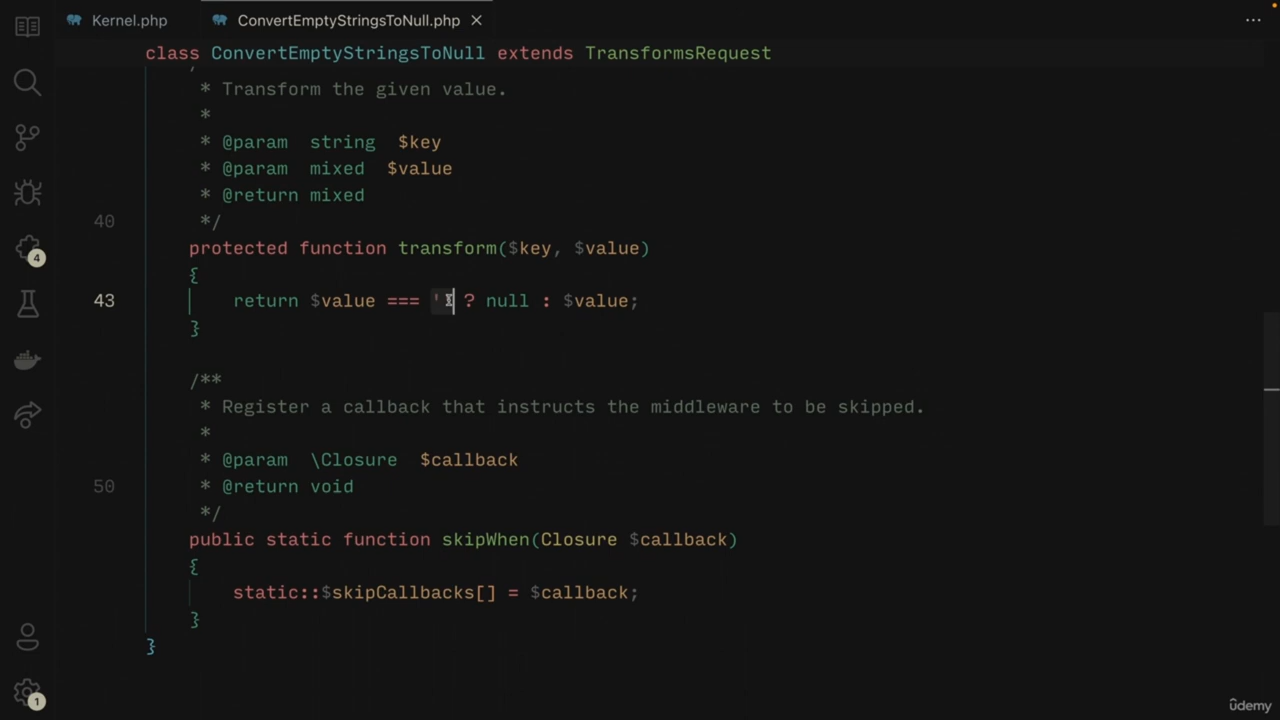 Kernel.php
ConvertEmptyStringsToNull.php
class ConvertEmptyStringsToNull extends TransformsRequest
* Transform the given value.
*
* @param string $key
* @param mixed $value
* @return mixed
40 */
protected function transform($key, $value)
{
43 return $value === '' ? null : $value;
}
/**
* Register a callback that instructs the middleware to be skipped.
*
* @param \Closure $callback
50 * @return void
*/
public static function skipWhen(Closure $callback)
{
static::$skipCallbacks[] = $callback;
}
}
4
1
ûdemy